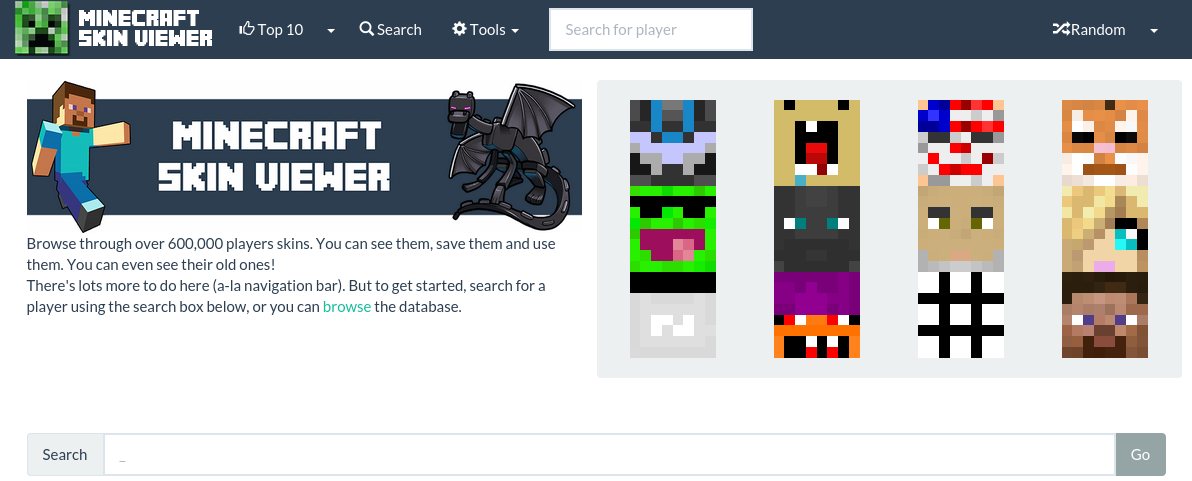 MINECRAFT
SKIN VIEWER
Top 10
Search
Tools
Search for player
Random
MINECRAFT
SKIN VIEWER
Browse through over 600,000 players skins. You can see them, save them and use
them. You can even see their old ones!
There's lots more to do here (a-la navigation bar). But to get started, search for a
player using the search box below, or you can browse the database.
Search
_
Go